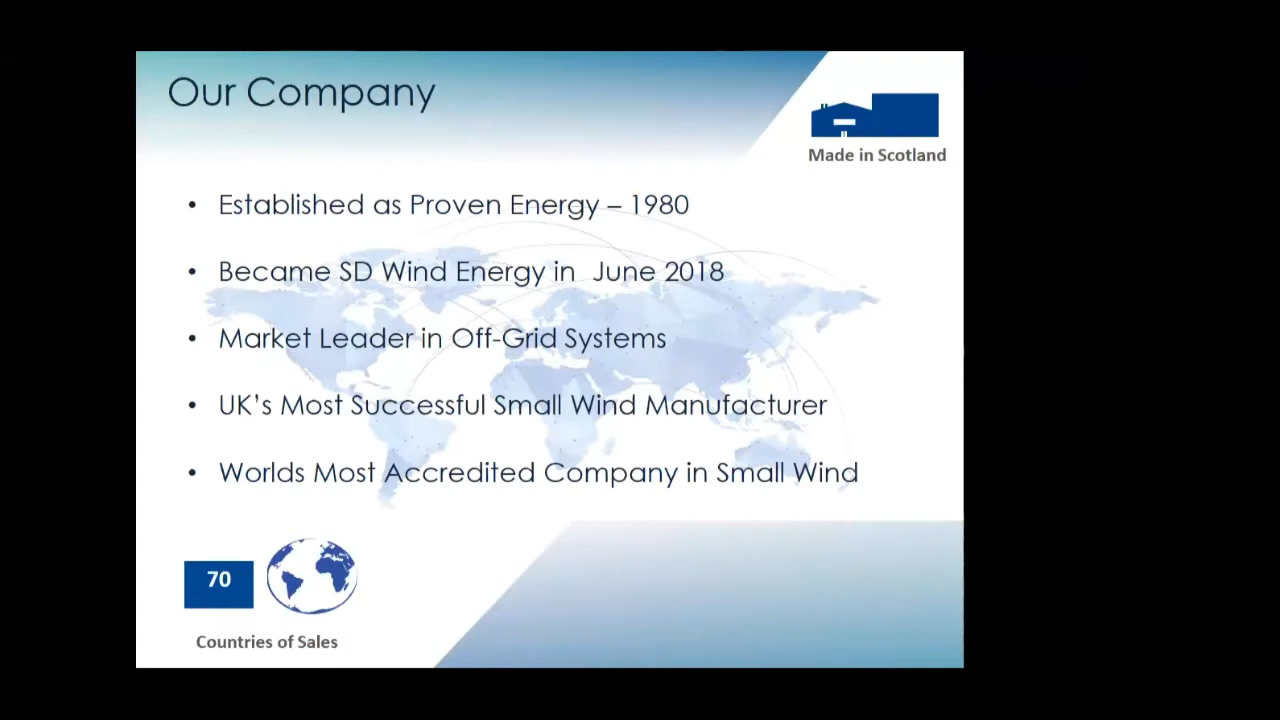 Our Company
Made in Scotland
• Established as Proven Energy – 1980
• Became SD Wind Energy in  June 2018
• Market Leader in Off-Grid Systems
• UK’s Most Successful Small Wind Manufacturer
• Worlds Most Accredited Company in Small Wind
70
Countries of Sales